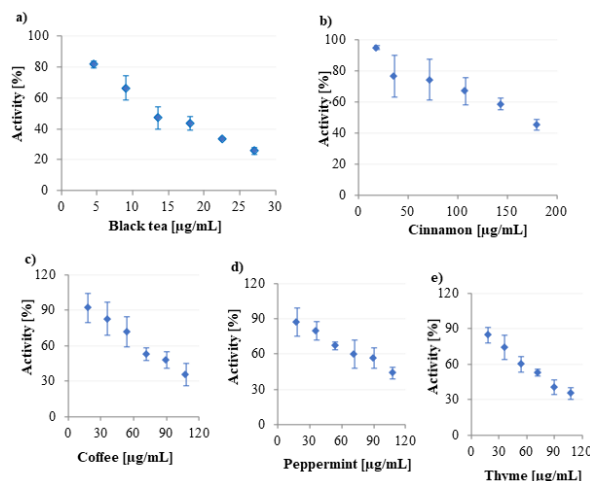 a)
Activity [%]
100
80
60
40
20
0
0 5 10 15 20 25 30
Black tea [µg/mL]
b)
Activity [%]
100
80
60
40
20
0
0 50 100 150 200
Cinnamon [µg/mL]
c)
Activity [%]
120
90
60
30
0
0 30 60 90 120
Coffee [µg/mL]
d)
Activity [%]
120
90
60
30
0
0 30 60 90 120
Peppermint [µg/mL]
e)
Activity [%]
120
90
60
30
0
0 30 60 90 120
Thyme [µg/mL]